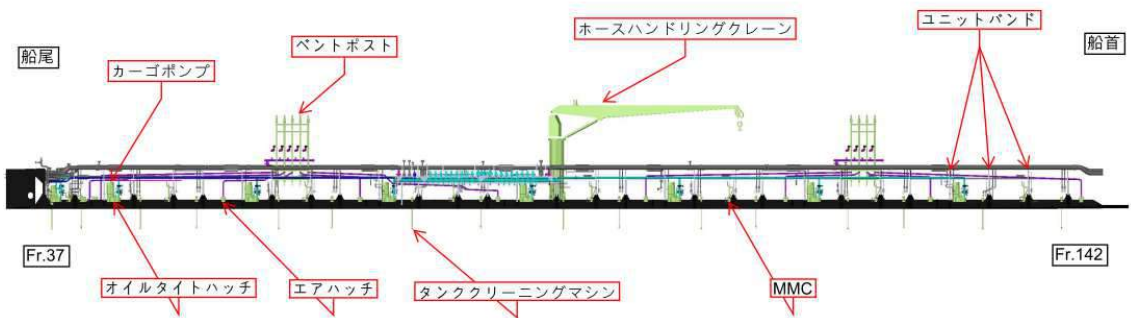 ベントポスト
ホースハンドリングクレーン
ユニットバンド
船尾
船首
カーゴポンプ
Fr.37
Fr.142
オイルタイトハッチ
エアハッチ
タンククリーニングマシン
MMC